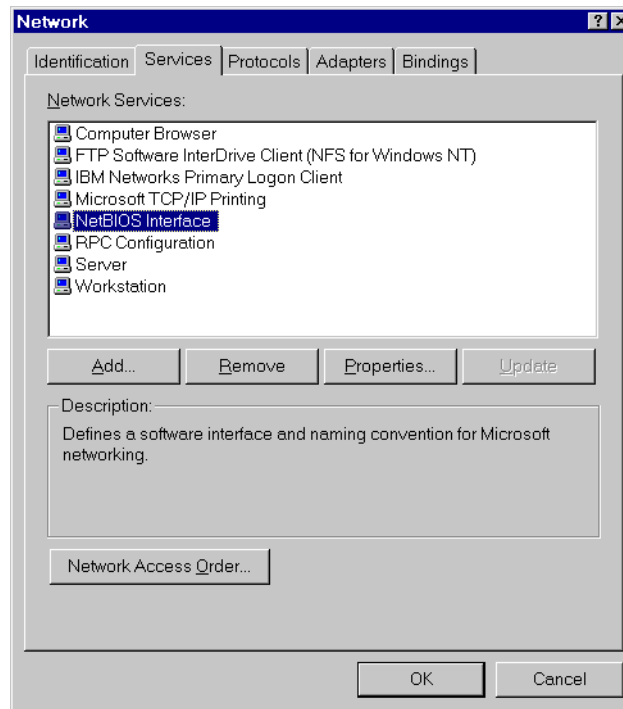 Network
Identification Services Protocols Adapters Bindings
Network Services:
Computer Browser
FTP Software InterDrive Client (NFS for Windows NT)
IBM Networks Primary Logon Client
Microsoft TCP/IP Printing
NetBIOS Interface
RPC Configuration
Server
Workstation
Add... Remove Properties... Update
Description:
Defines a software interface and naming convention for Microsoft
networking.
Network Access Order...
OK Cancel